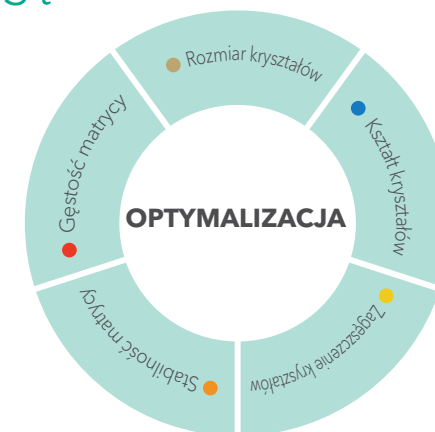 Rozmiar kryształów
Kształt kryształów
Zagęszczenie kryształów
Stabilność matrycy
Gęstość matrycy
OPTYMALIZACJA